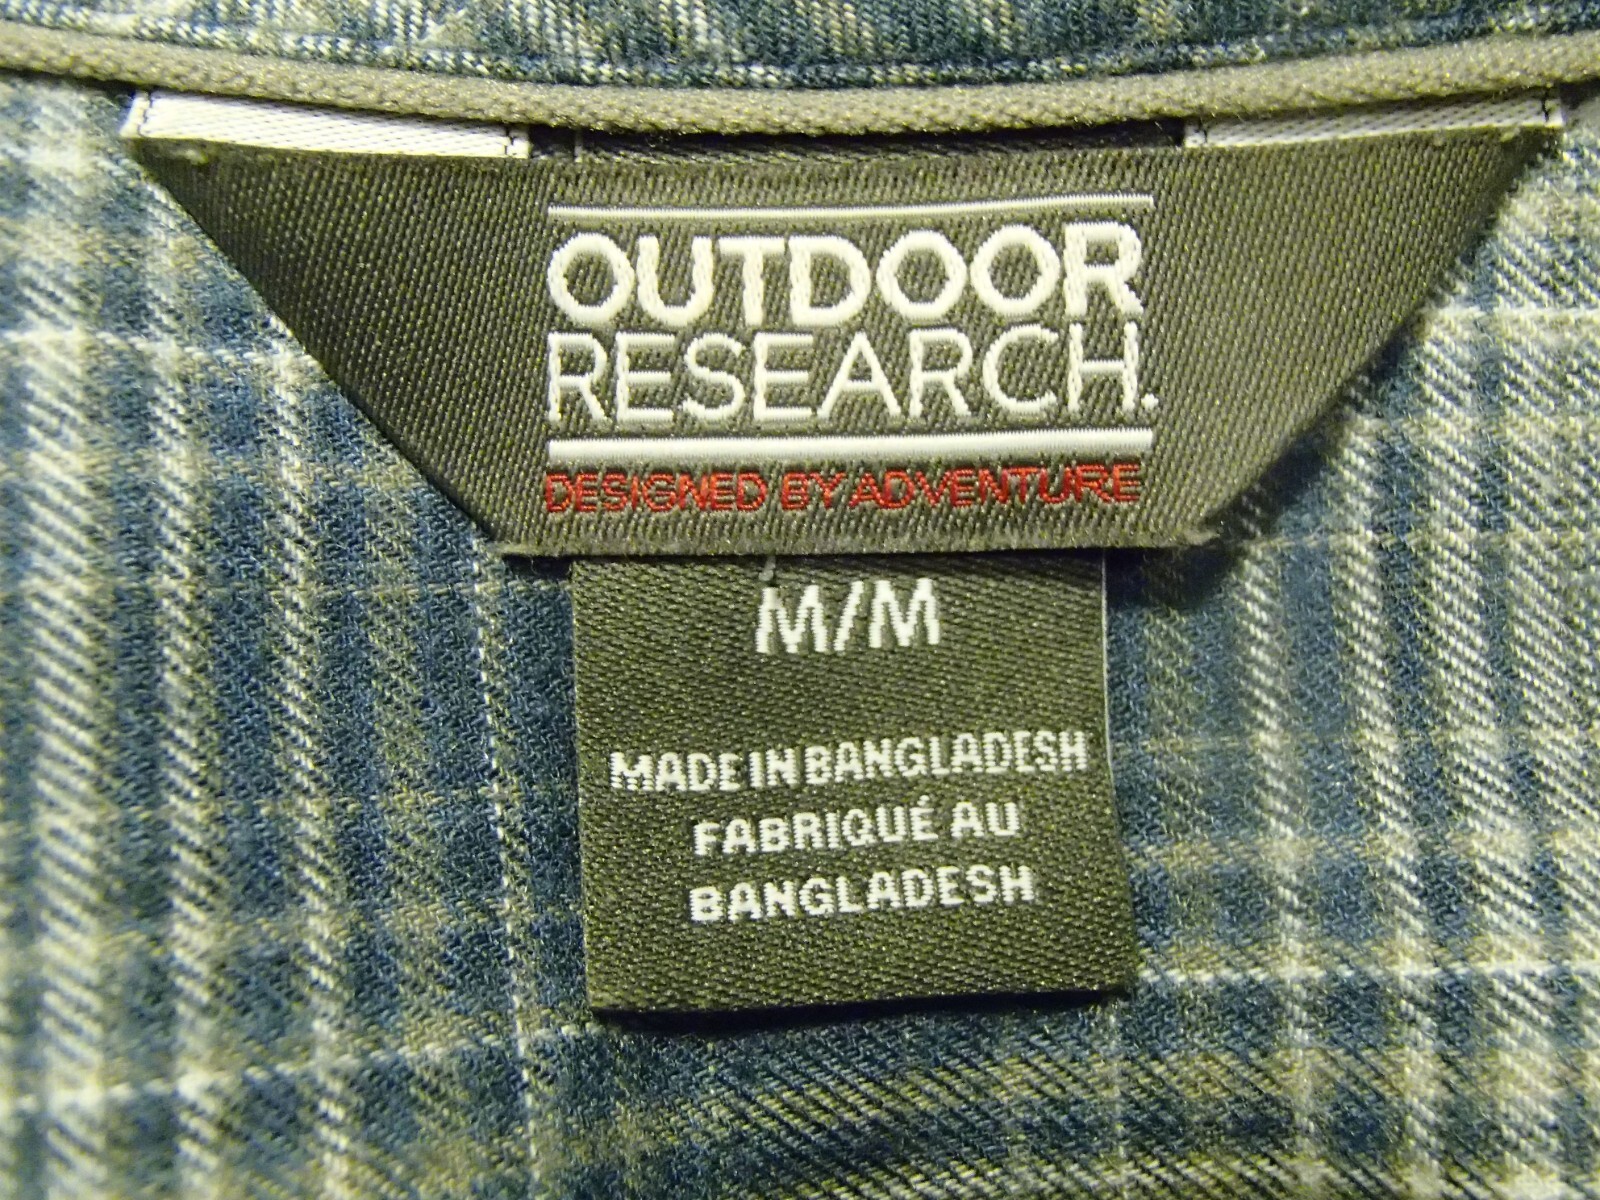 OUTDOOR
RESEARCH.
DESIGNED BY ADVENTURE
M/M
MADE IN BANGLADESH
FABRIQUÉ AU
BANGLADESH